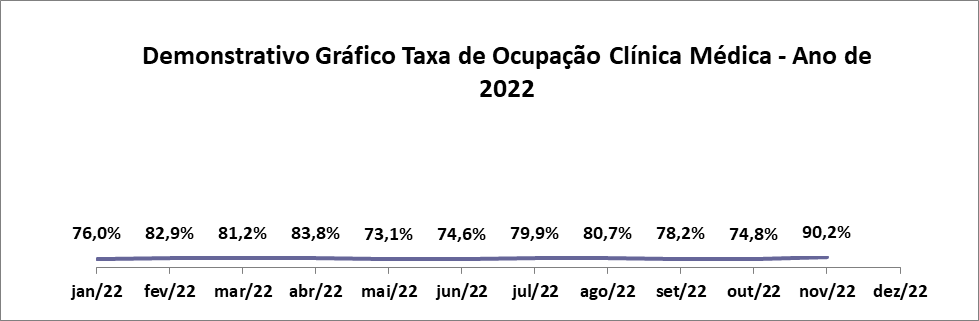 Demonstrativo Gráfico Taxa de Ocupação Clínica Médica - Ano de
2022
76,0% 82,9% 81,2% 83,8% 73,1% 74,6% 79,9% 80,7% 78,2% 74,8% 90,2%
jan/22 fev/22 mar/22 abr/22 mai/22 jun/22 jul/22 ago/22 set/22 out/22 nov/22 dez/22